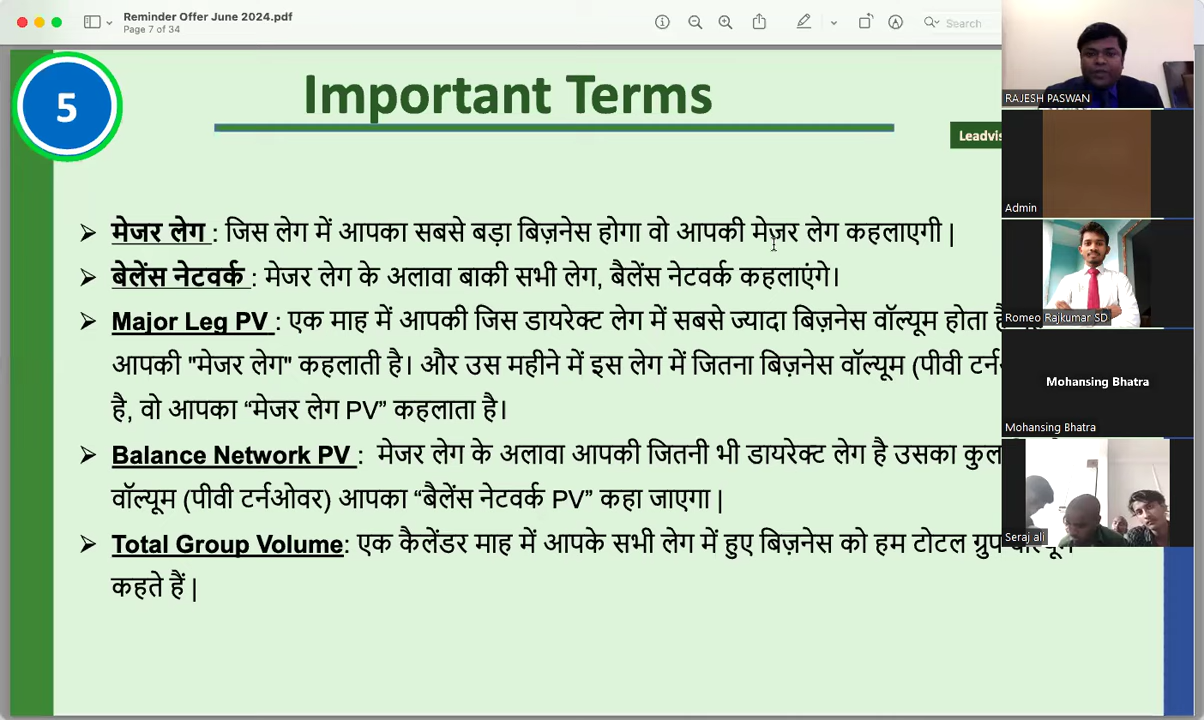 Reminder Offer June 2024.pdf
Page 7 of 34
Search
5
Important Terms
Leadvis
मेजर लेग : जिस लेग में आपका सबसे बड़ा बिज़नेस होगा वो आपकी मेजर लेग कहलाएगी |
बेलेंस नेटवर्क : मेजर लेग के अलावा बाकी सभी लेग, बैलेंस नेटवर्क कहलाएंगे।
Major Leg PV : एक माह में आपकी जिस डायरेक्ट लेग में सबसे ज्यादा बिज़नेस वॉल्यूम होता है
आपकी "मेजर लेग" कहलाती है। और उस महीने में इस लेग में जितना बिज़नेस वॉल्यूम (पीवी
है, वो आपका “मेजर लेग PV” कहलाता है।
Balance Network PV : मेजर लेग के अलावा आपकी जितनी भी डायरेक्ट लेग है उसका कुल
वॉल्यूम (पीवी टर्नओवर) आपका “बैलेंस नेटवर्क PV” कहा जाएगा |
Total Group Volume: एक कैलेंडर माह में आपके सभी लेग में हुए बिज़नेस को हम टोटल ग्रुप
कहते हैं |
RAJESH PASWAN
Admin
Romeo Rajkumar SD
Mohansing Bhatra
Mohansing Bhatra
Seraj ali